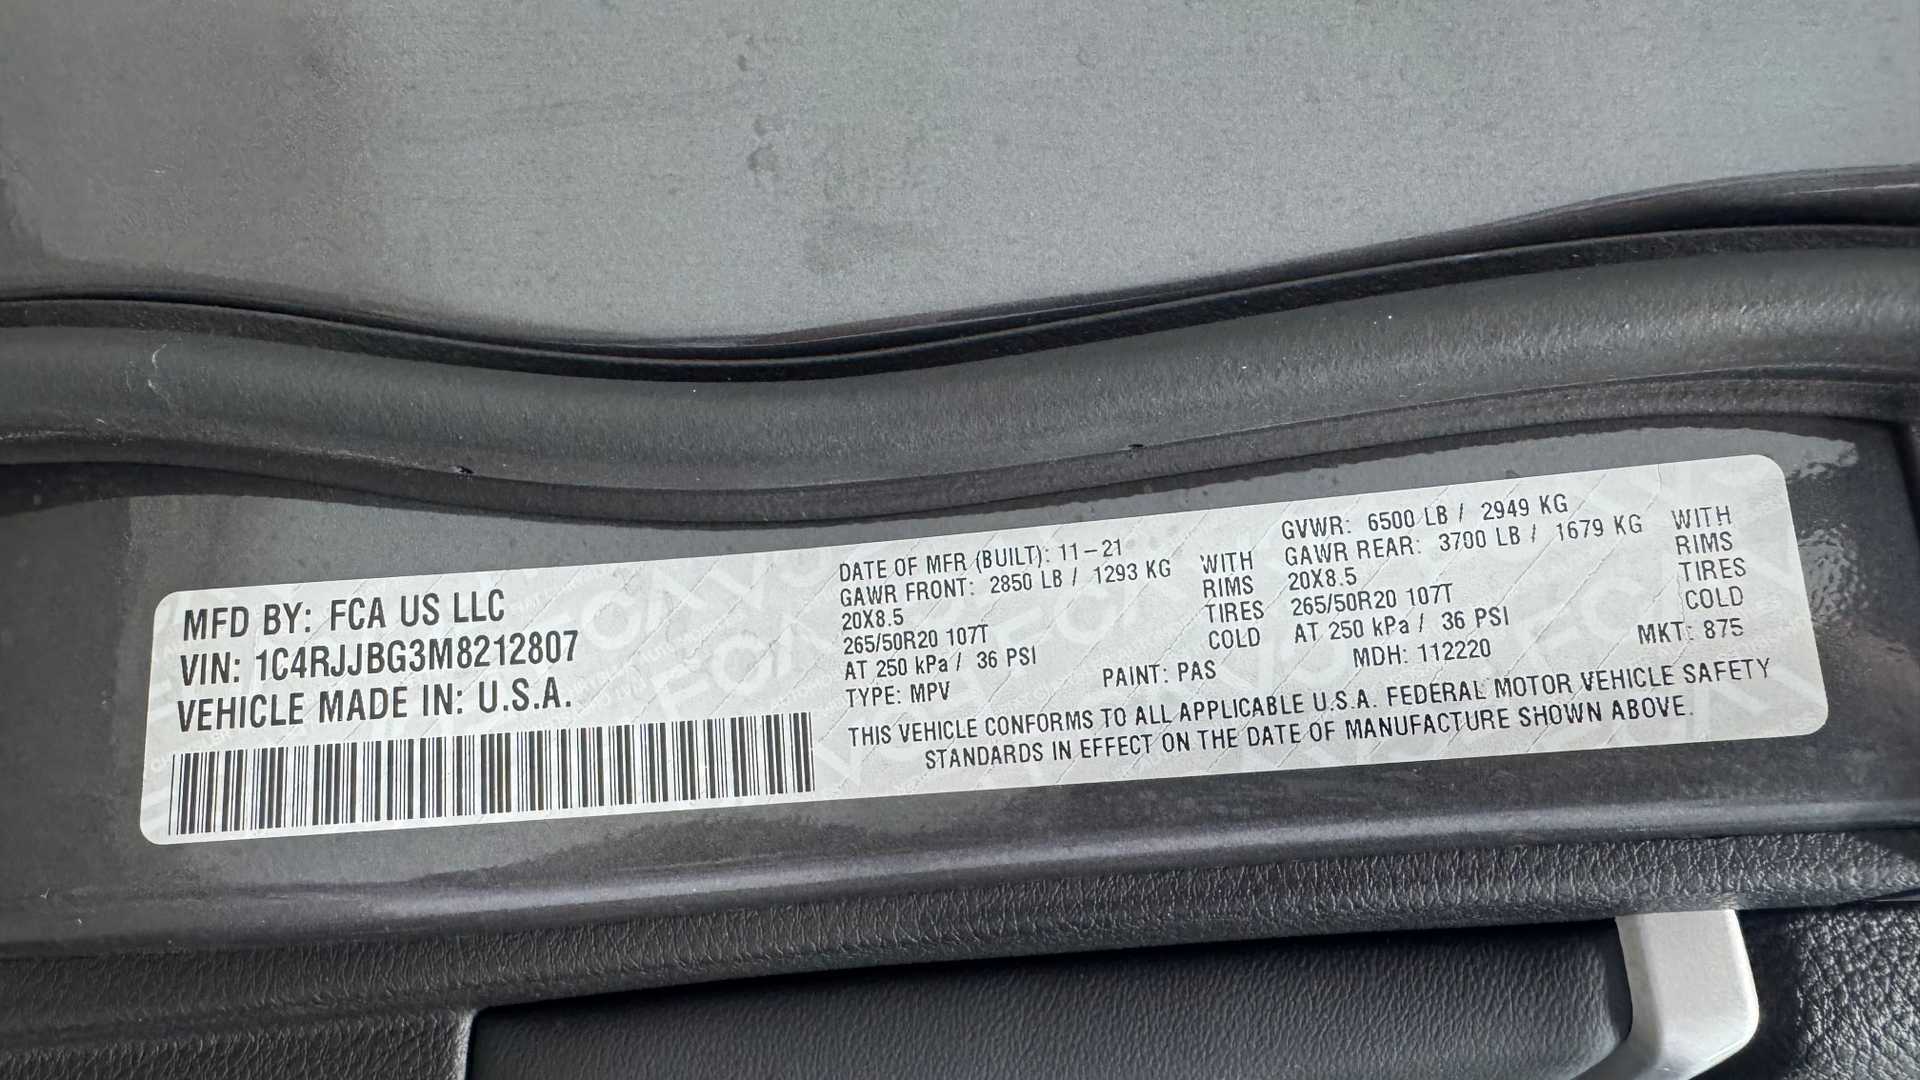 MFD BY: FCA US LLC
VIN: 1C4RJJBG3M8212807
VEHICLE MADE IN: U.S.A.
DATE OF MFR (BUILT): 11-21
GAWR FRONT: 2850 LB / 1293 KG WITH
20X8.5 RIMS
265/50R20 107T TIRES
AT 250 kPa / 36 PSI COLD
TYPE: MPV PAINT: PAS
GVWR: 6500 LB / 2949 KG
GAWR REAR: 3700 LB / 1679 KG WITH
20X8.5 RIMS
265/50R20 107T TIRES
AT 250 kPa / 36 PSI COLD
MDH: 112220 MKT: 875
THIS VEHICLE CONFORMS TO ALL APPLICABLE U.S.A. FEDERAL MOTOR VEHICLE SAFETY
STANDARDS IN EFFECT ON THE DATE OF MANUFACTURE SHOWN ABOVE.